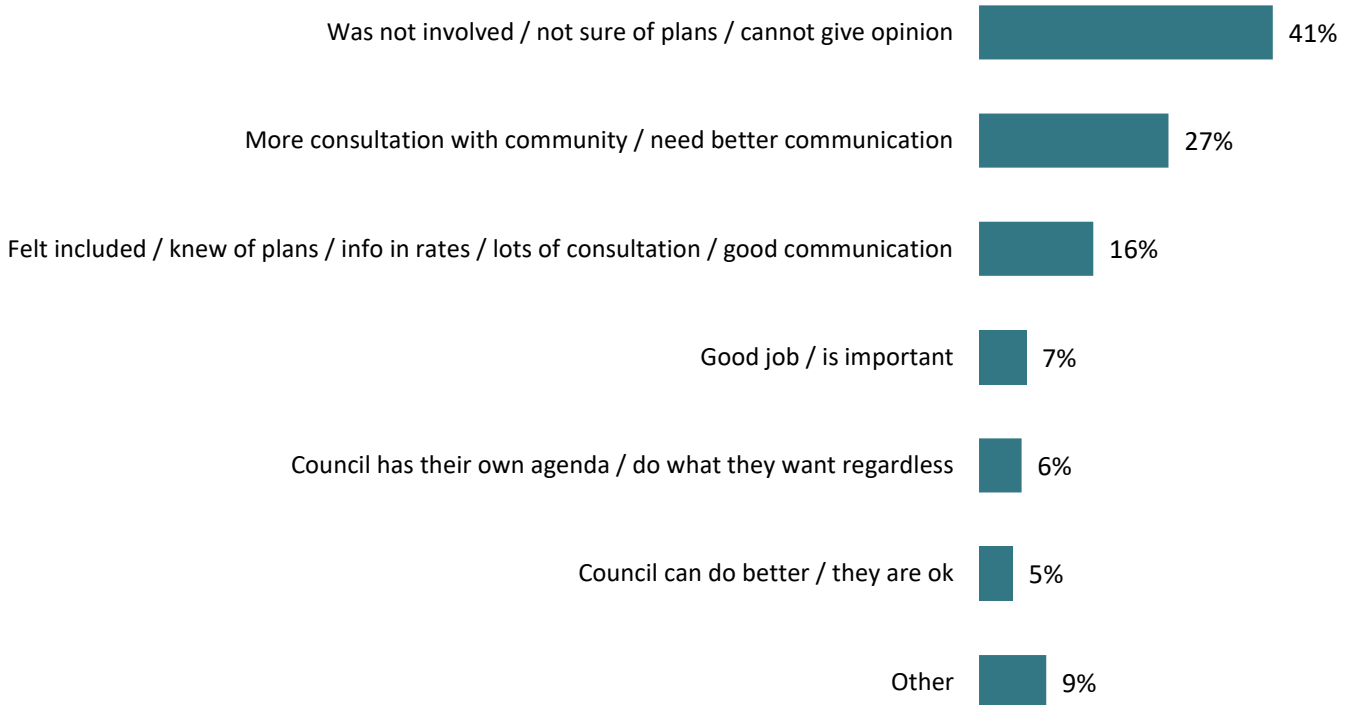 Was not involved / not sure of plans / cannot give opinion 41%
More consultation with community / need better communication 27%
Felt included / knew of plans / info in rates / lots of consultation / good communication 16%
Good job / is important 7%
Council has their own agenda / do what they want regardless 6%
Council can do better / they are ok 5%
Other 9%